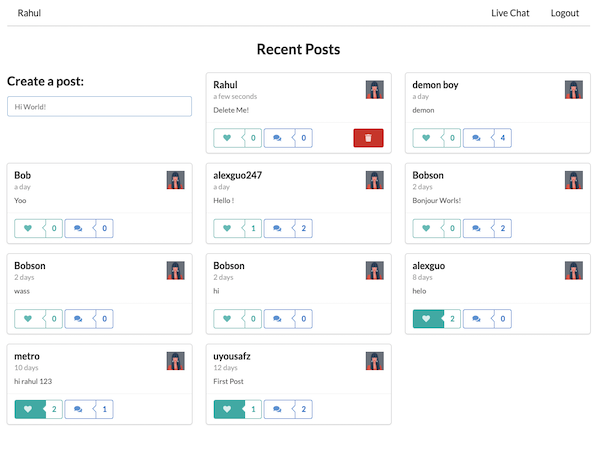 Rahul
Live Chat
Logout
Recent Posts
Create a post:
Hi World!
Rahul
a few seconds
Delete Me!
0
0
demon boy
a day
demon
0
4
Bob
a day
Yoo
0
0
alexguo247
a day
Hello !
1
2
Bobson
2 days
Bonjour Worls!
0
2
Bobson
2 days
wass
0
0
Bobson
2 days
hi
0
0
alexguo
8 days
helo
2
0
metro
10 days
hi rahul 123
2
1
uyousafz
12 days
First Post
1
2